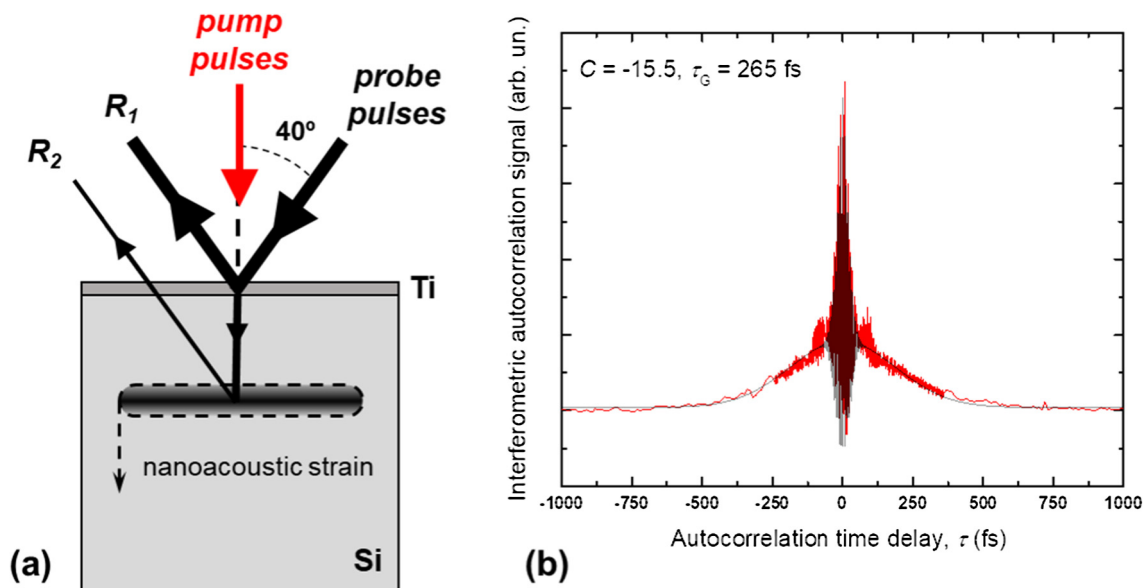 pump
pulses
probe
pulses
R1
R2
40º
Ti
nanoacoustic strain
Si
(a)
C = -15.5, τG = 265 fs
Interferometric autocorrelation signal (arb. un.)
-1000 -750 -500 -250 0 250 500 750 1000
Autocorrelation time delay, τ (fs)
(b)